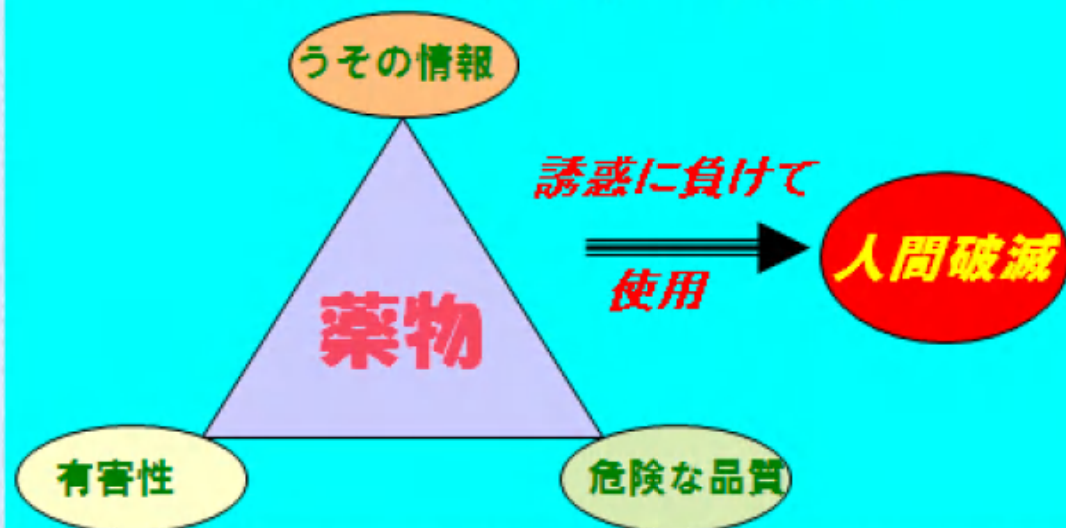 うその情報
誘惑に負けて
使用
人間破滅
薬物
有害性
危険な品質